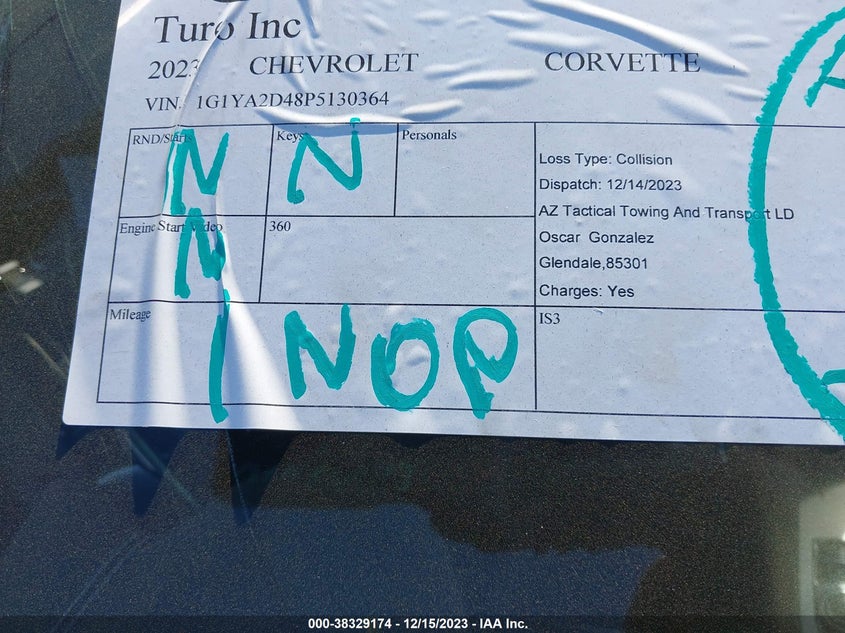 Turo Inc
2023 CHEVROLET CORVETTE
VIN: 1G1YA2D48P5130364
RND/Starts Keys Personals
N N
Loss Type: Collision
Dispatch: 12/14/2023
AZ Tactical Towing And Transport LD
Oscar Gonzalez
Glendale,85301
Charges: Yes
Engine Start Video 360
N
Mileage IS3
INOP
000-38329174 - 12/15/2023 - IAA Inc.